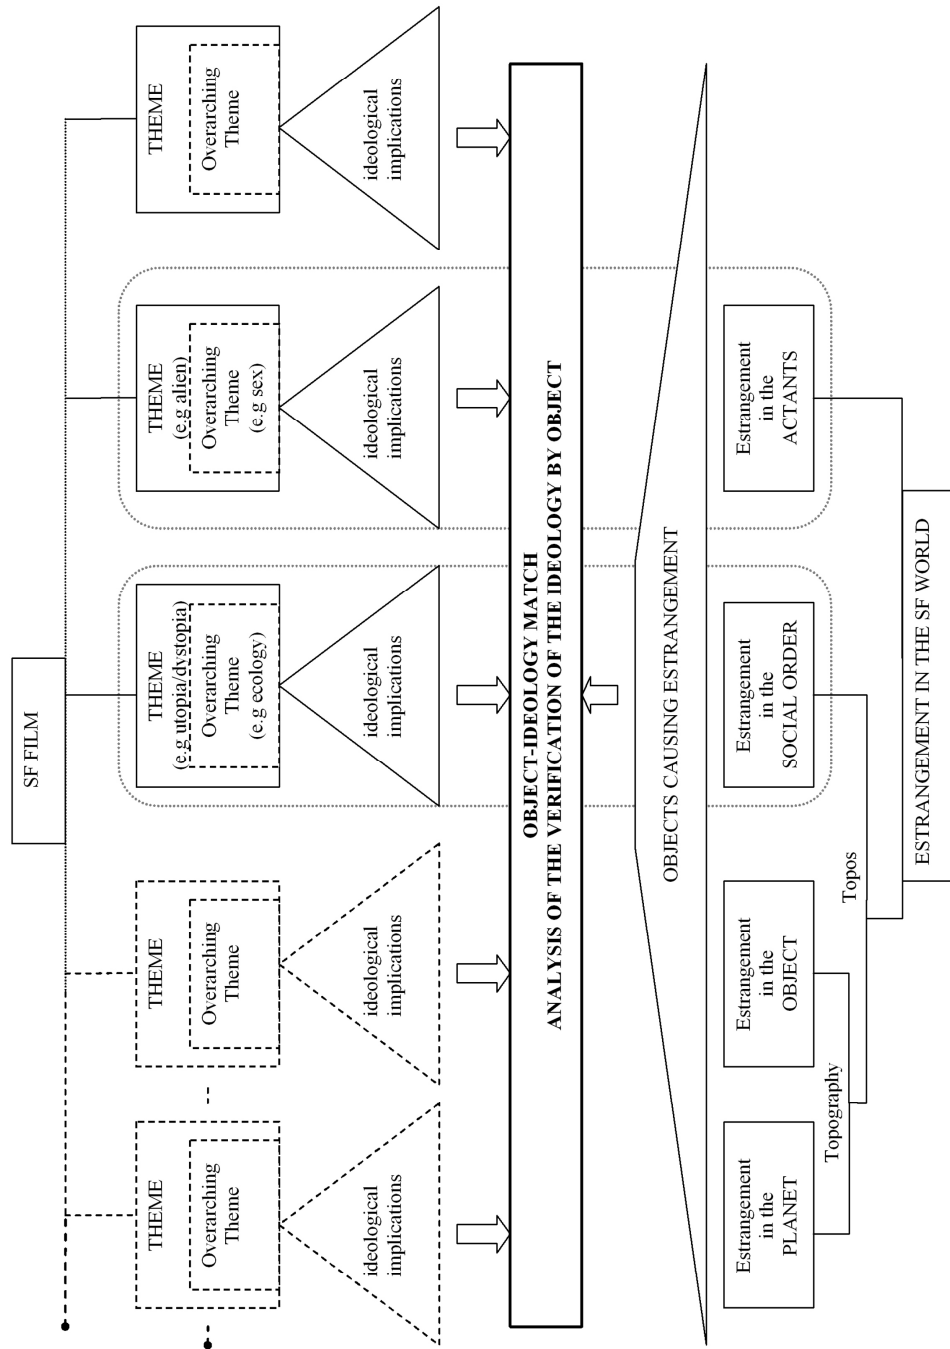 SF FILM
THEME
Overarching
Theme
ideological
implications
THEME
Overarching
Theme
ideological
implications
THEME
(e.g utopia/dystopia)
Overarching
Theme
(e.g ecology)
ideological
implications
THEME
(e.g alien)
Overarching
Theme
(e.g sex)
ideological
implications
THEME
Overarching
Theme
ideological
implications
OBJECT-IDEOLOGY MATCH
ANALYSIS OF THE VERIFICATION OF THE IDEOLOGY BY OBJECT
OBJECTS CAUSING ESTRANGEMENT
Estrangement
in the
PLANET
Estrangement
in the
OBJECT
Estrangement
in the
SOCIAL ORDER
Estrangement
in the
ACTANTS
Topography
Topos
ESTRANGEMENT IN THE SF WORLD